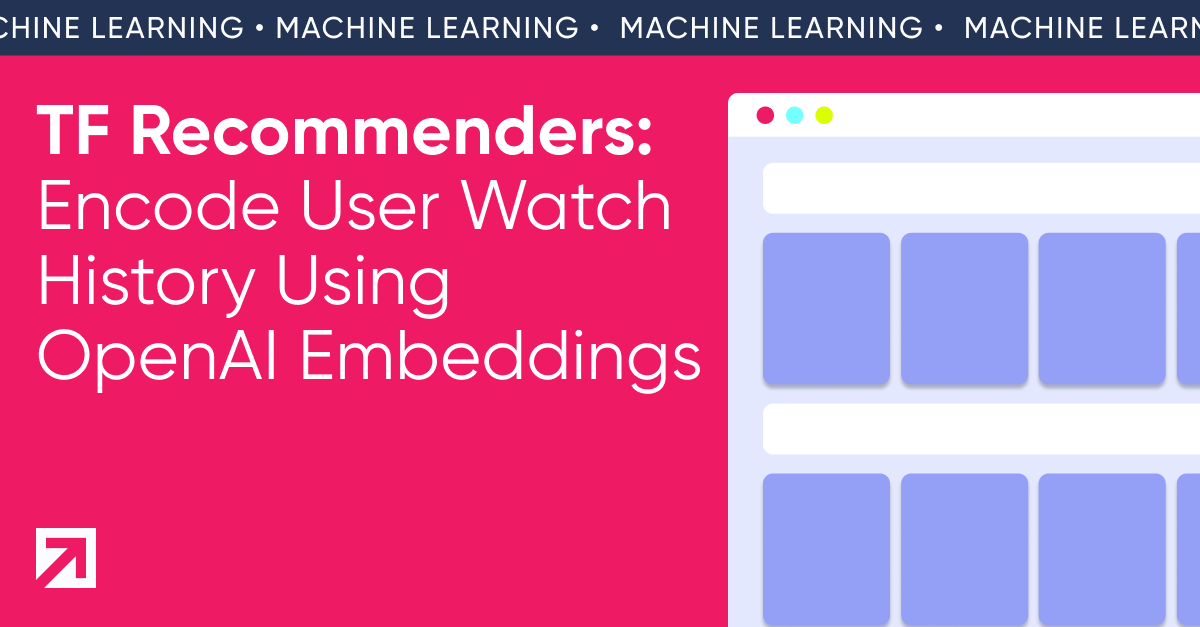 CHINE LEARNING • MACHINE LEARNING • MACHINE LEARNING • MACHINE LEARN
TF Recommenders:
Encode User Watch
History Using
OpenAI Embeddings